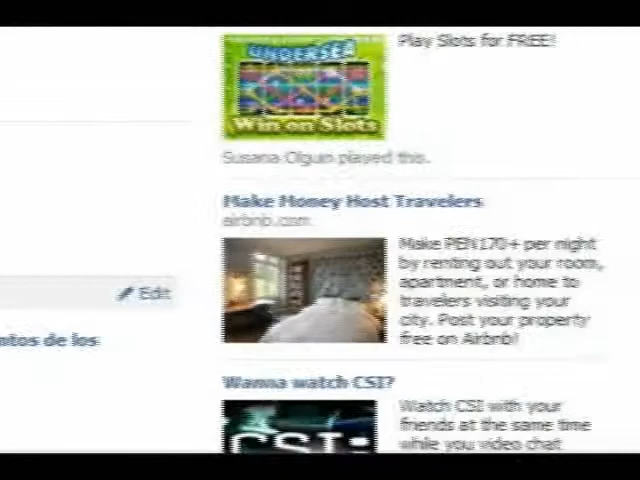 Play Slots for FREE!
UNDERSEA
Win on Slots
Susana Olguin played this.
Make Money Host Travelers
airbnb.com
Make PEN170+ per night
by renting out your room,
apartment, or home to
travelers visiting your
city. Post your property
free on Airbnb!
Edit
ntos de los
Wanna watch CSI?
CSI:
Watch CSI with your
friends at the same time
while you video chat